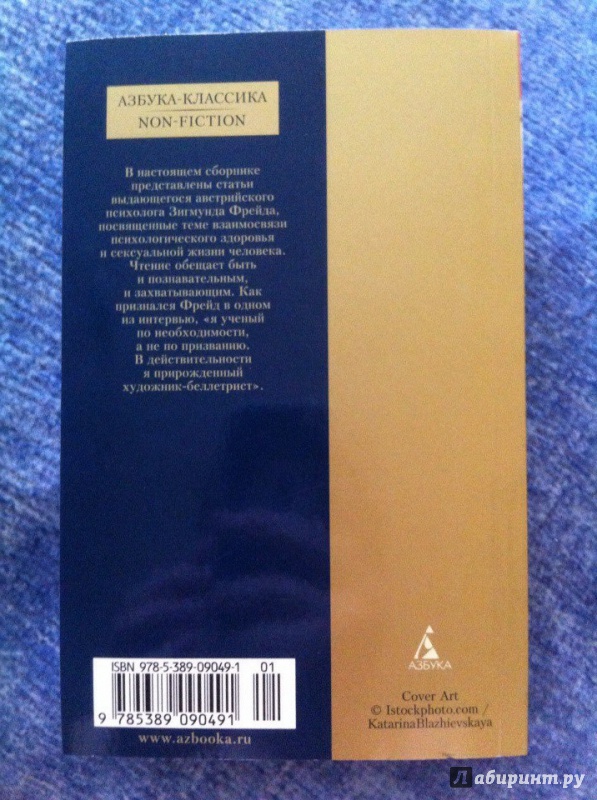 АЗБУКА-КЛАССИКА
NON-FICTION
В настоящем сборнике
представлены статьи
выдающегося австрийского
психолога Зигмунда Фрейда,
посвященные теме взаимосвязи
психологического здоровья
и сексуальной жизни человека.
Чтение обещает быть
и познавательным,
и захватывающим. Как
признался Фрейд в одном
из интервью, «я ученый
по необходимости,
а не по призванию.
В действительности
я прирожденный
художник-беллетрист».
ISBN 978-5-389-09049-1 01
9 785389 090491
www.azbooka.ru
АЗБУКА
Cover Art
© Istockphoto.com /
KatarinaBlazhievskaya
Лабиринт.ру